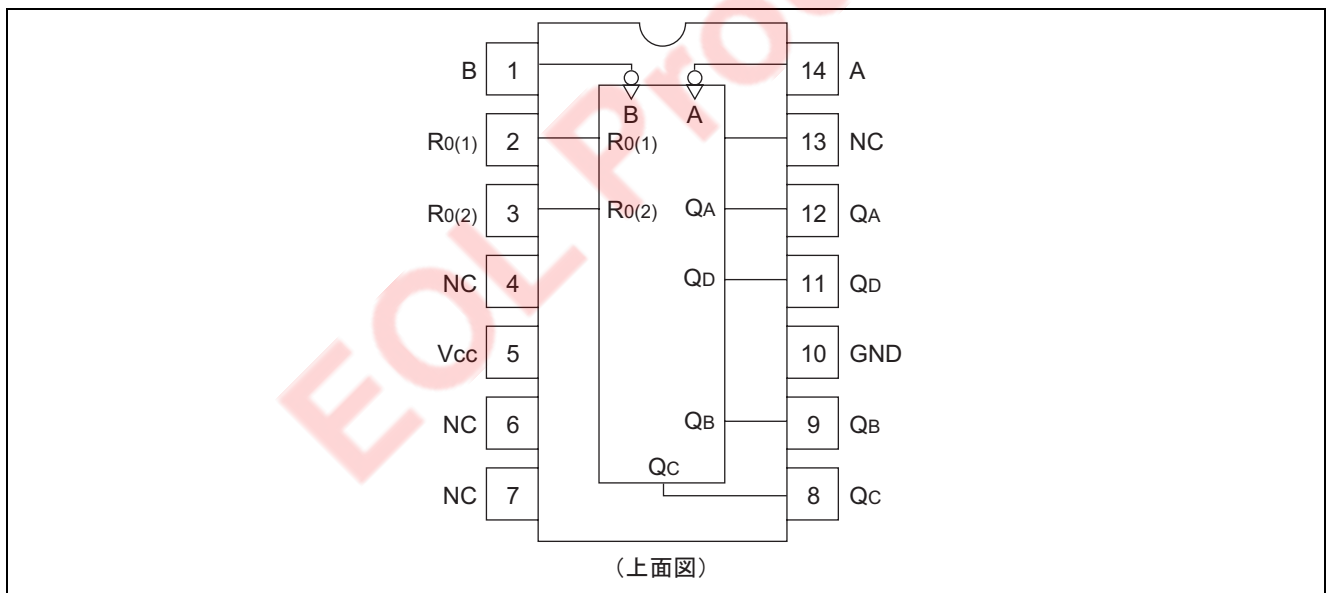 B 1 14 A
B A
R0(1) 2 R0(1) 13 NC
R0(2) 3 R0(2) QA 12 QA
NC 4 QD 11 QD
Vcc 5 10 GND
NC 6 QB 9 QB
QC
NC 7 8 QC
(上面図)
EOL Pro